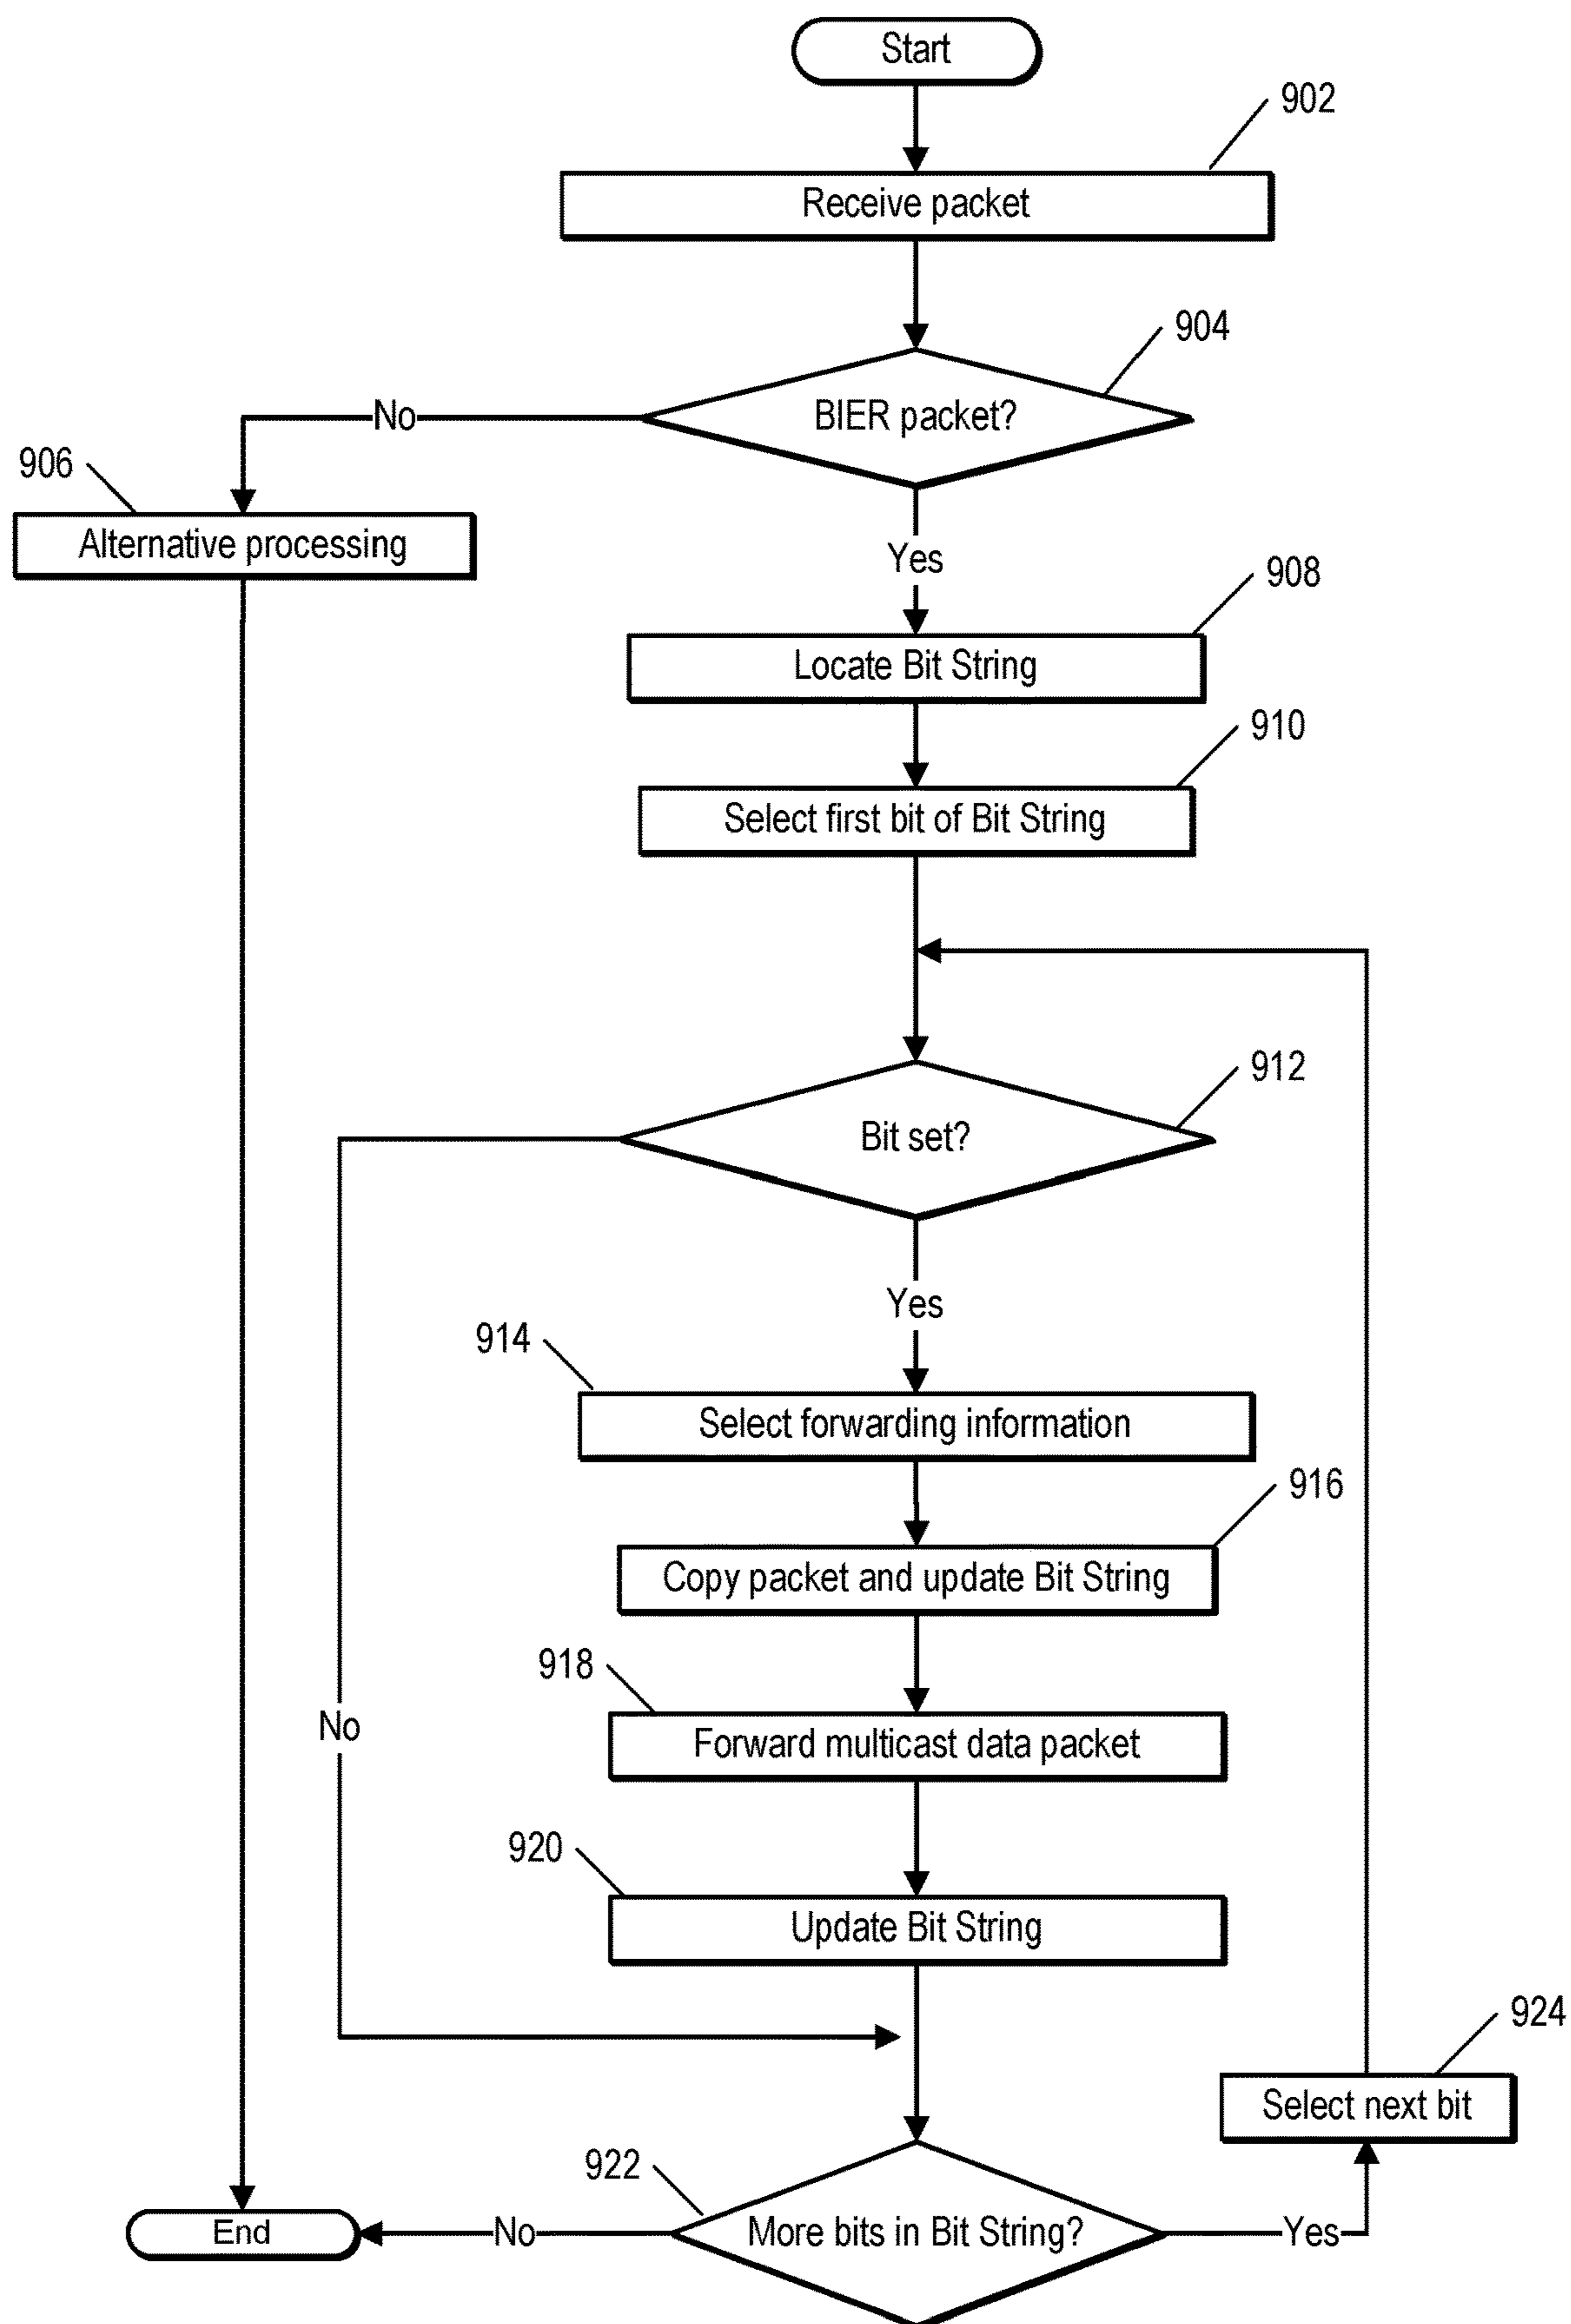 Start
902
Receive packet
904
BIER packet?
No
906
Alternative processing
Yes
908
Locate Bit String
910
Select first bit of Bit String
912
Bit set?
Yes
914
Select forwarding information
916
Copy packet and update Bit String
918
Forward multicast data packet
No
920
Update Bit String
924
Select next bit
922
More bits in Bit String?
Yes
No
End